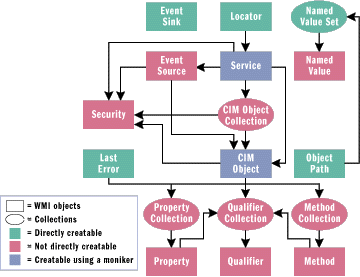 Event
Sink
Locator
Named
Value Set
Event
Source
Service
Named
Value
Security
CIM Object
Collection
Last
Error
CIM
Object
Object
Path
= WMI objects
= Collections
= Directly creatable
= Not directly creatable
= Creatable using a moniker
Property
Collection
Qualifier
Collection
Method
Collection
Property
Qualifier
Method